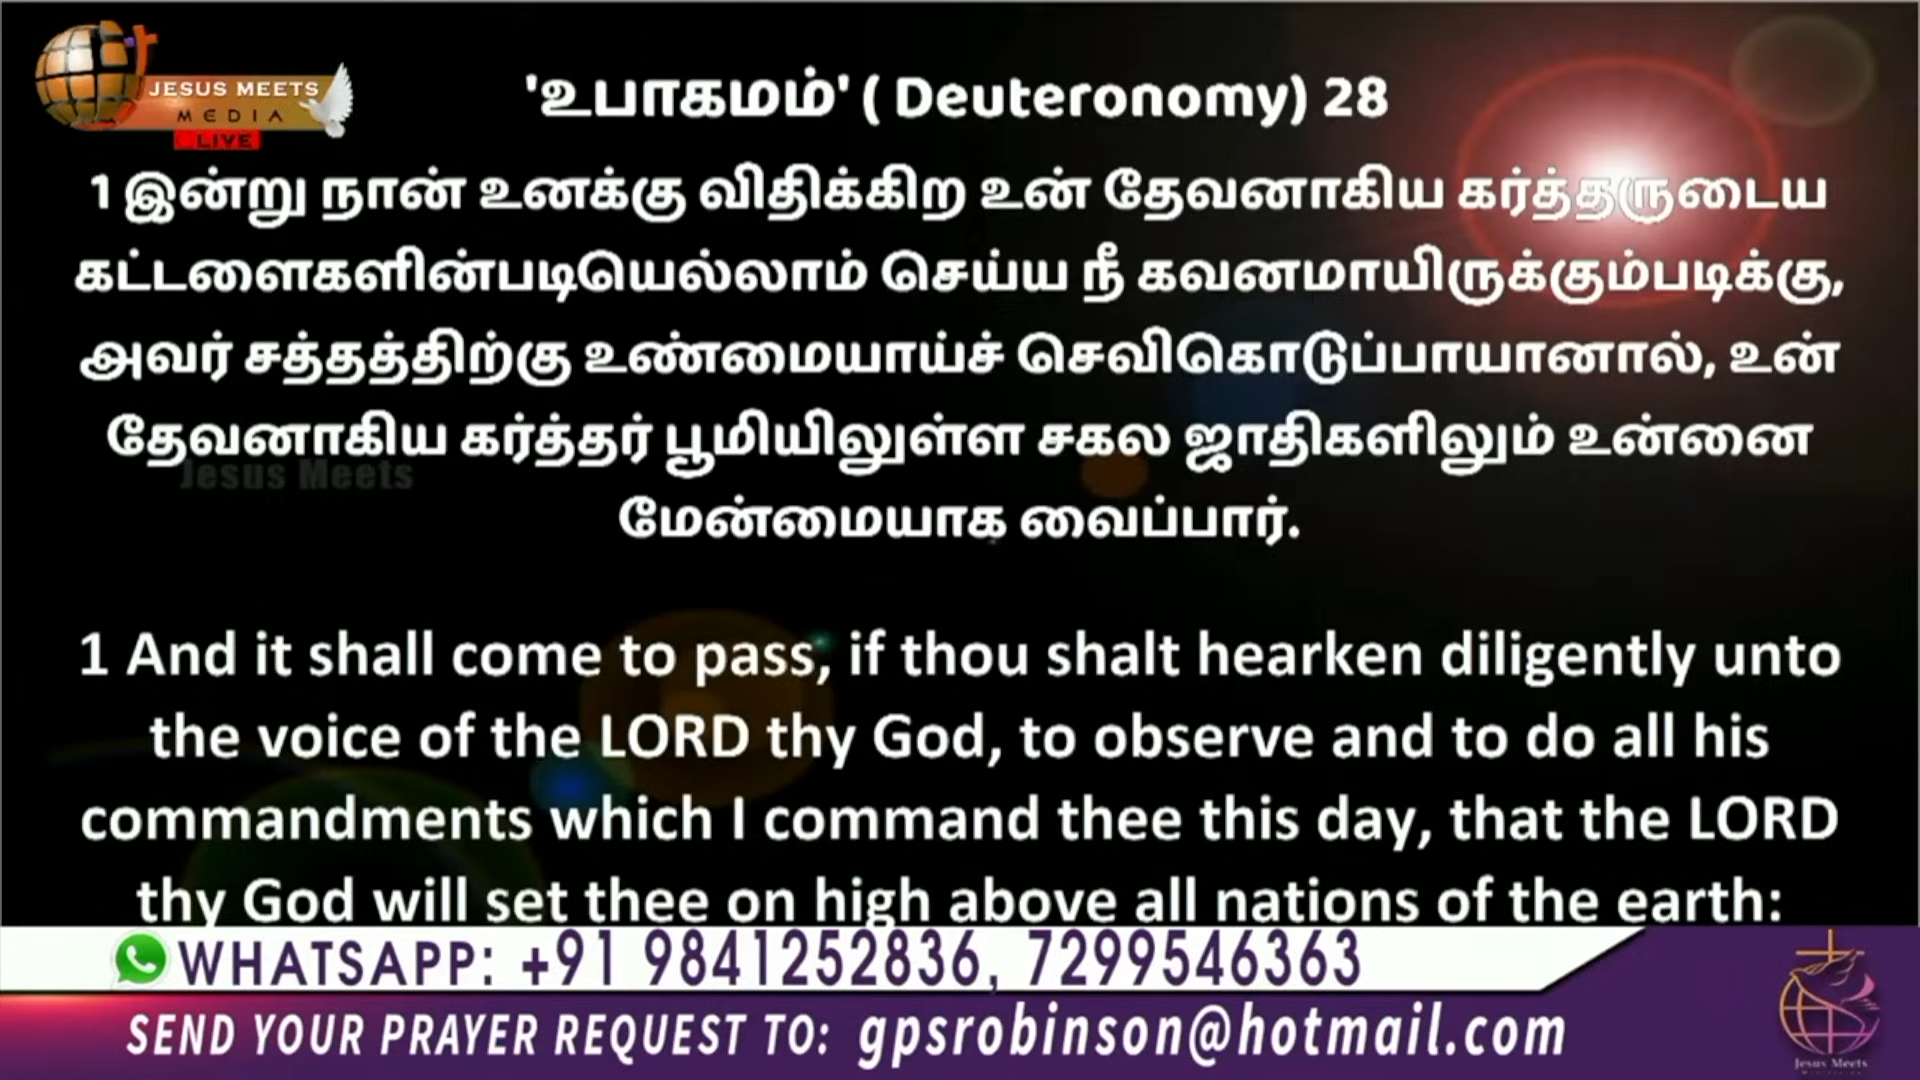 JESUS MEETS
MEDIA
LIVE
'உபாகமம்' ( Deuteronomy) 28
1 இன்று நான் உனக்கு விதிக்கிற உன் தேவனாகிய கர்த்தருடைய
கட்டளைகளின்படியெல்லாம் செய்ய நீ கவனமாயிருக்கும்படிக்கு,
அவர் சத்தத்திற்கு உண்மையாய்ச் செவிகொடுப்பாயானால், உன்
தேவனாகிய கர்த்தர் பூமியிலுள்ள சகல ஜாதிகளிலும் உன்னை
Jesus Meets
மேன்மையாக வைப்பார்.
1 And it shall come to pass, if thou shalt hearken diligently unto
the voice of the LORD thy God, to observe and to do all his
commandments which I command thee this day, that the LORD
thy God will set thee on high above all nations of the earth:
WHATSAPP: +91 9841252836, 7299546363
SEND YOUR PRAYER REQUEST TO: gpsrobinson@hotmail.com
Jesus Meets